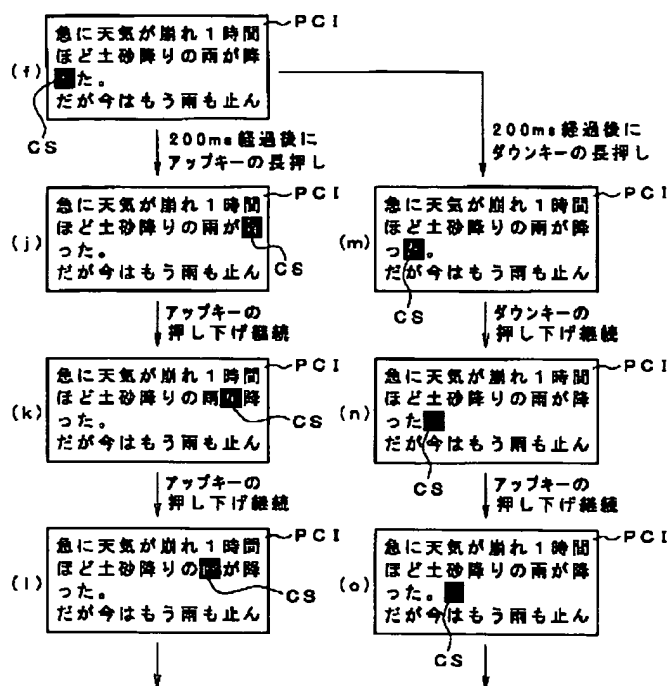 急に天気が崩れ1時間
ほど土砂降りの雨が降
った。
だが今はもう雨も止ん
PCI
(f)
CS
200ms経過後に
アップキーの長押し
200ms経過後に
ダウンキーの長押し
急に天気が崩れ1時間
ほど土砂降りの雨が降
った。
だが今はもう雨も止ん
PCI
(j)
CS
急に天気が崩れ1時間
ほど土砂降りの雨が降
った。
だが今はもう雨も止ん
PCI
(m)
CS
アップキーの
押し下げ継続
ダウンキーの
押し下げ継続
急に天気が崩れ1時間
ほど土砂降りの雨が降
った。
だが今はもう雨も止ん
PCI
(k)
CS
急に天気が崩れ1時間
ほど土砂降りの雨が降
った
だが今はもう雨も止ん
PCI
(n)
CS
アップキーの
押し下げ継続
アップキーの
押し下げ継続
急に天気が崩れ1時間
ほど土砂降りの雨が降
った。
だが今はもう雨も止ん
PCI
(l)
CS
急に天気が崩れ1時間
ほど土砂降りの雨が降
った。
だが今はもう雨も止ん
PCI
(o)
CS